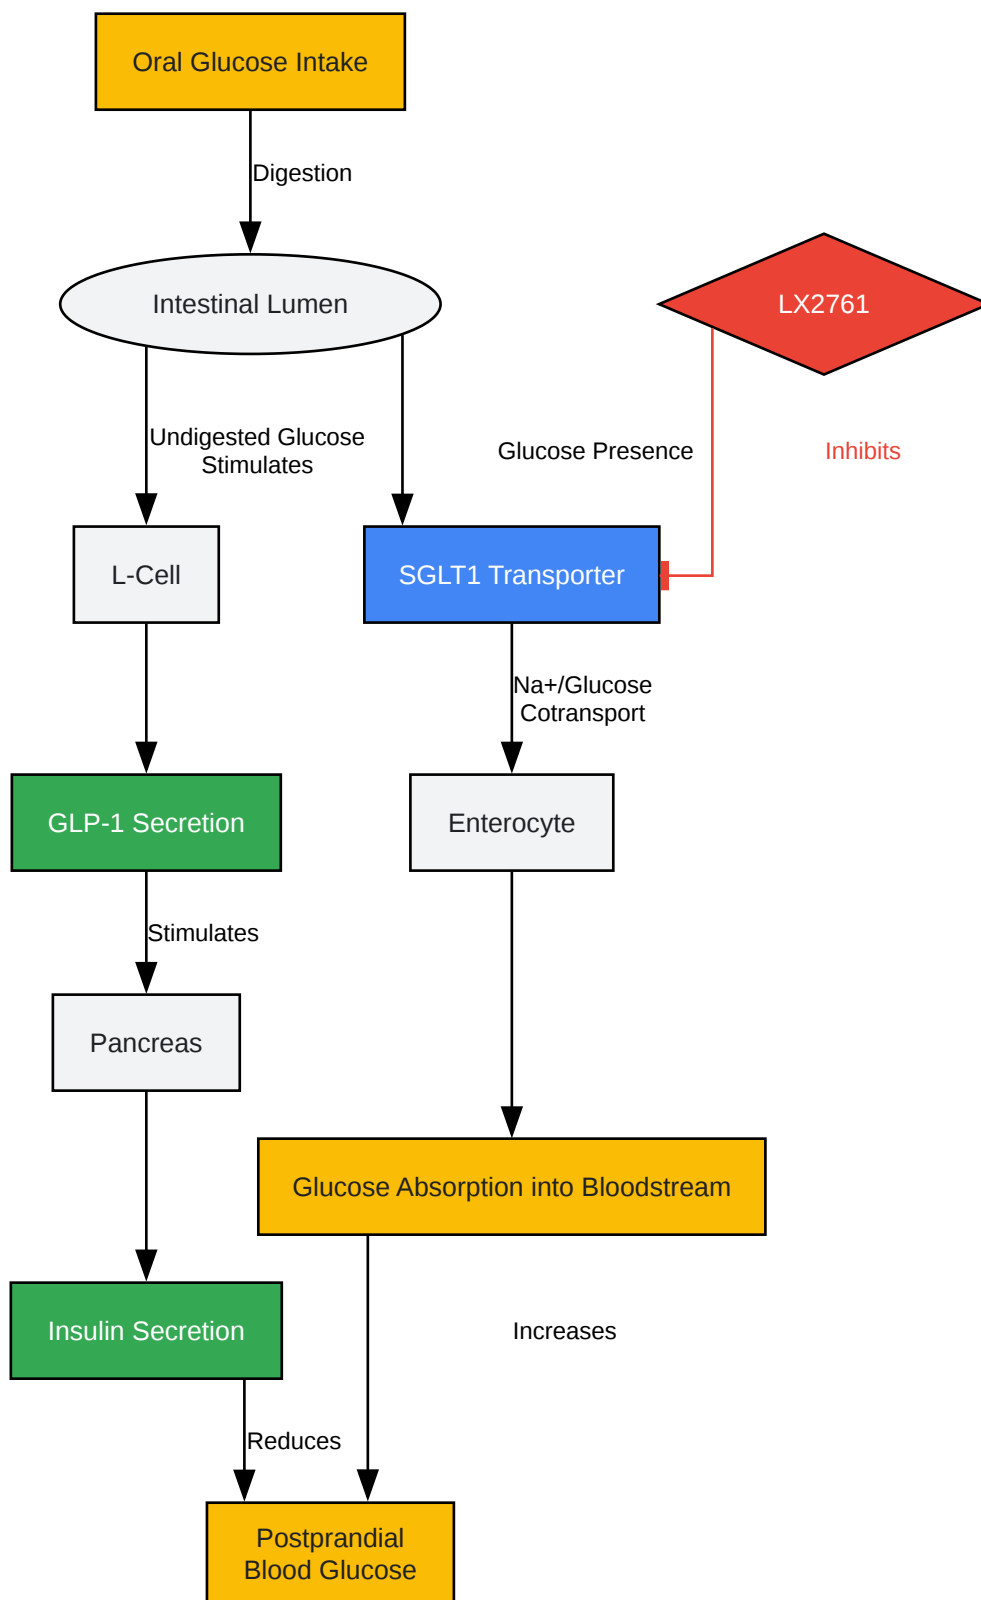 Oral Glucose Intake
Digestion
Intestinal Lumen
LX2761
Undigested Glucose
Stimulates
Glucose Presence
Inhibits
L-Cell
SGLT1 Transporter
Na+/Glucose
Cotransport
GLP-1 Secretion
Enterocyte
Stimulates
Pancreas
Glucose Absorption into Bloodstream
Insulin Secretion
Increases
Reduces
Postprandial
Blood Glucose